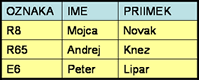 OZNAKA IME PRIIMEK
R8 Mojca Novak
R65 Andrej Knez
E6 Peter Lipar